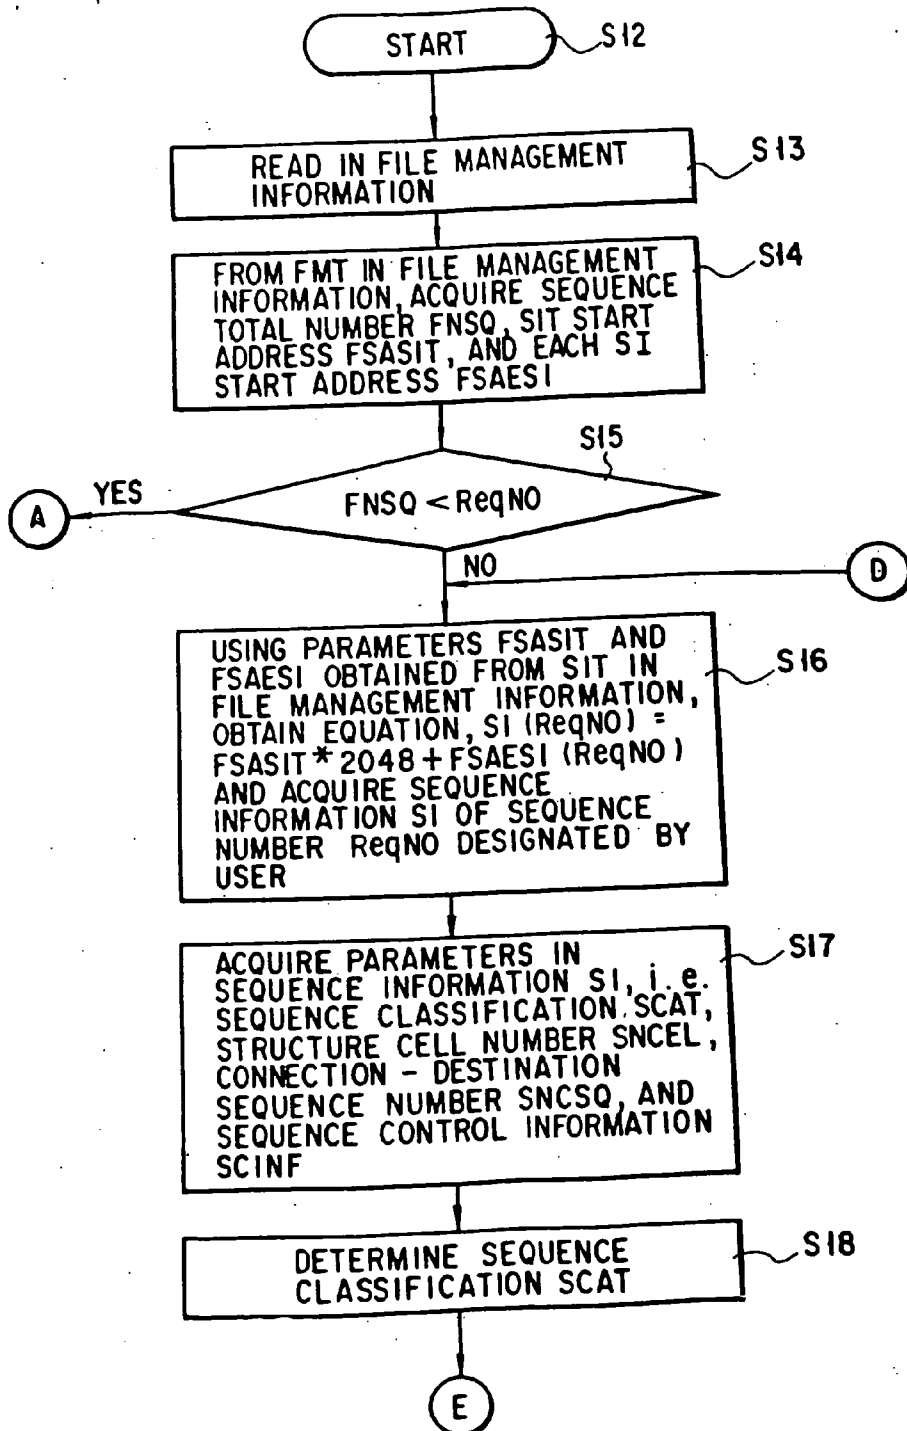 START
S12
READ IN FILE MANAGEMENT
INFORMATION
S13
FROM FMT IN FILE MANAGEMENT
INFORMATION, ACQUIRE SEQUENCE
TOTAL NUMBER FNSQ, SIT START
ADDRESS FSASIT, AND EACH SI
START ADDRESS FSAESI
S14
S15
FNSQ < ReqNO
YES
A
NO
D
USING PARAMETERS FSASIT AND
FSAESI OBTAINED FROM SIT IN
FILE MANAGEMENT INFORMATION,
OBTAIN EQUATION, SI (ReqNO) =
FSASIT * 2048 + FSAESI (ReqNO)
AND ACQUIRE SEQUENCE
INFORMATION SI OF SEQUENCE
NUMBER ReqNO DESIGNATED BY
USER
S16
ACQUIRE PARAMETERS IN
SEQUENCE INFORMATION SI, i.e.
SEQUENCE CLASSIFICATION SCAT,
STRUCTURE CELL NUMBER SNCEL,
CONNECTION - DESTINATION
SEQUENCE NUMBER SNCSQ, AND
SEQUENCE CONTROL INFORMATION
SCINF
S17
DETERMINE SEQUENCE
CLASSIFICATION SCAT
S18
E